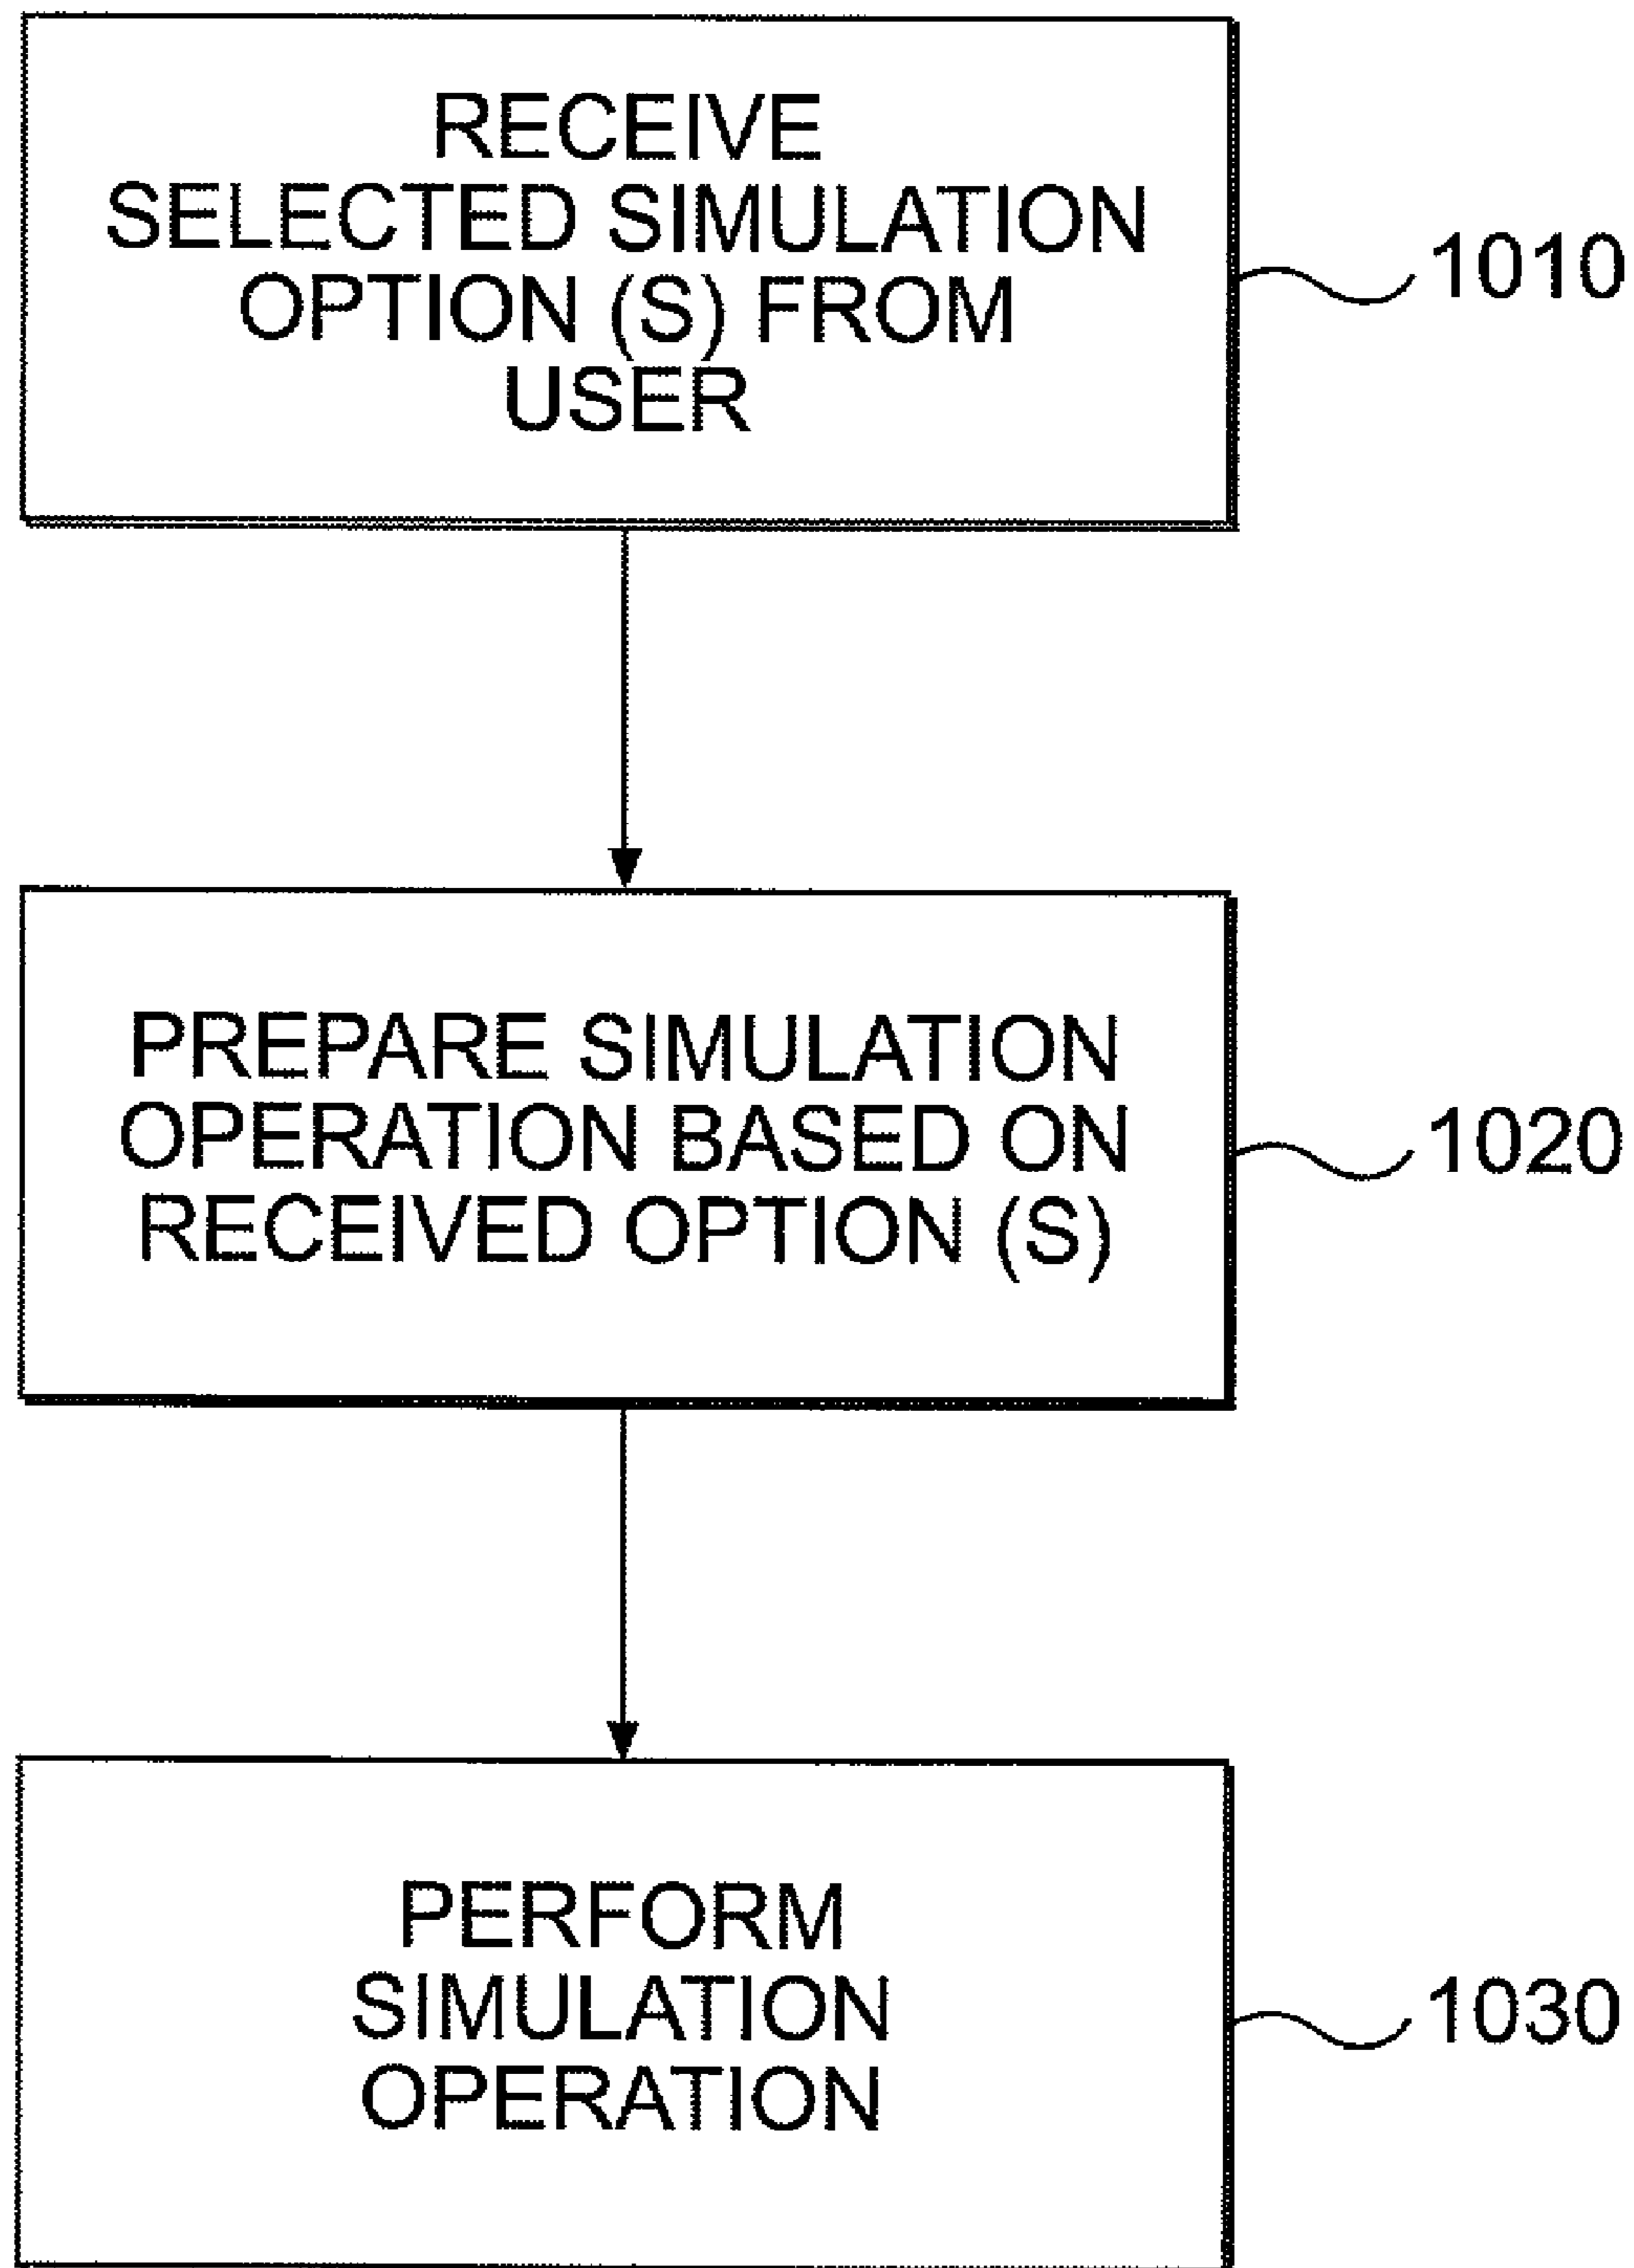 RECEIVE
SELECTED SIMULATION
OPTION (S) FROM
USER
1010
PREPARE SIMULATION
OPERATION BASED ON
RECEIVED OPTION (S)
1020
PERFORM
SIMULATION
OPERATION
1030